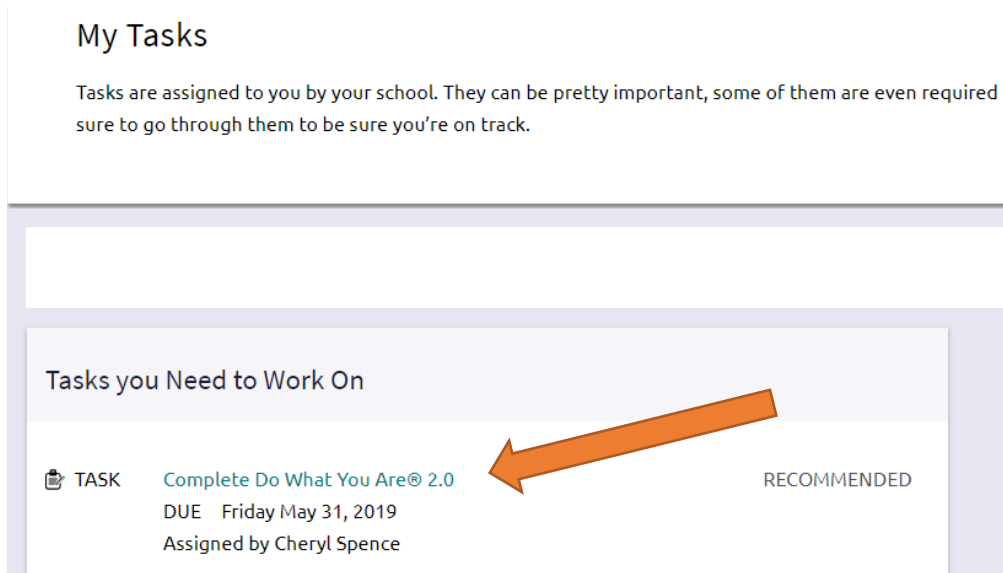 My Tasks
Tasks are assigned to you by your school. They can be pretty important, some of them are even required
sure to go through them to be sure you're on track.
Tasks you Need to Work On
TASK Complete Do What You Are® 2.0 RECOMMENDED
DUE Friday May 31, 2019
Assigned by Cheryl Spence